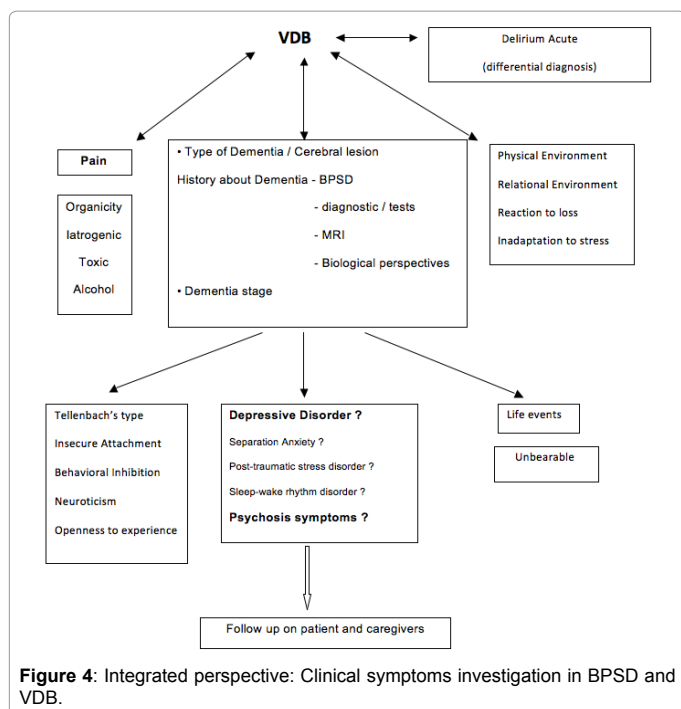 VDB
Delirium Acute
(differential diagnosis)
Pain
Organicity
Iatrogenic
Toxic
Alcohol
• Type of Dementia / Cerebral lesion
History about Dementia - BPSD
- diagnostic / tests
- MRI
- Biological perspectives
• Dementia stage
Physical Environment
Relational Environment
Reaction to loss
Inadaptation to stress
Tellenbach's type
Insecure Attachment
Behavioral Inhibition
Neuroticism
Openness to experience
Depressive Disorder ?
Separation Anxiety ?
Post-traumatic stress disorder ?
Sleep-wake rhythm disorder ?
Psychosis symptoms ?
Life events
Unbearable
Follow up on patient and caregivers
Figure 4: Integrated perspective: Clinical symptoms investigation in BPSD and
VDB.